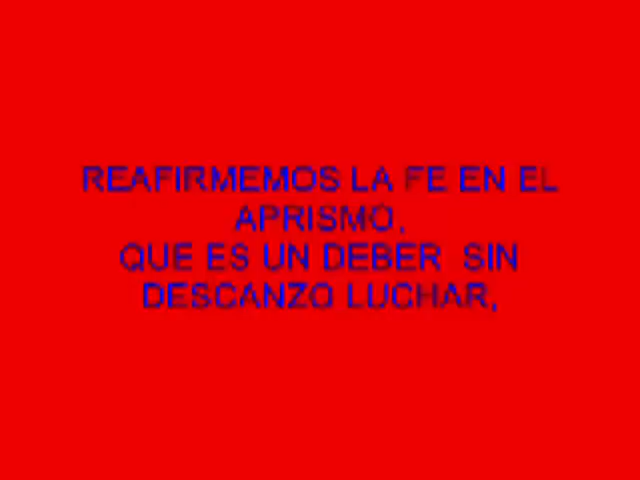 REAFIRMEMOS LA FE EN EL
APRISMO,
QUE ES UN DEBER SIN
DESCANZO LUCHAR,